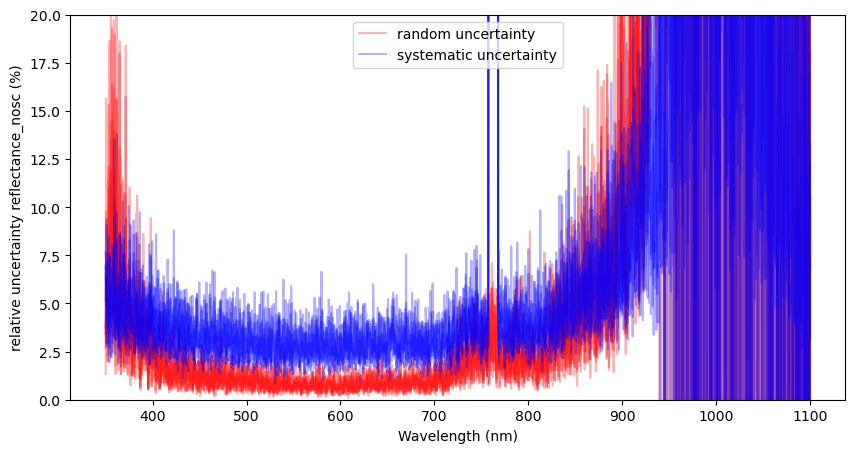 random uncertainty
systematic uncertainty
relative uncertainty reflectance_nosc (%)
20.0
17.5
15.0
12.5
10.0
7.5
5.0
2.5
0.0
400 500 600 700 800 900 1000 1100
Wavelength (nm)